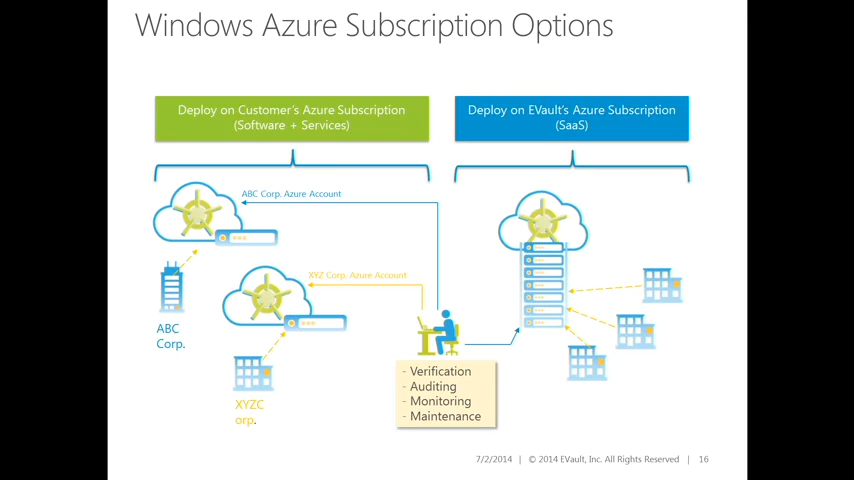 Windows Azure Subscription Options
Deploy on Customer's Azure Subscription
(Software + Services)
Deploy on EVault's Azure Subscription
(SaaS)
ABC Corp. Azure Account
XYZ Corp. Azure Account
ABC
Corp.
XYZC
orp.
- Verification
- Auditing
- Monitoring
- Maintenance
7/2/2014 | © 2014 EVault, Inc. All Rights Reserved | 16